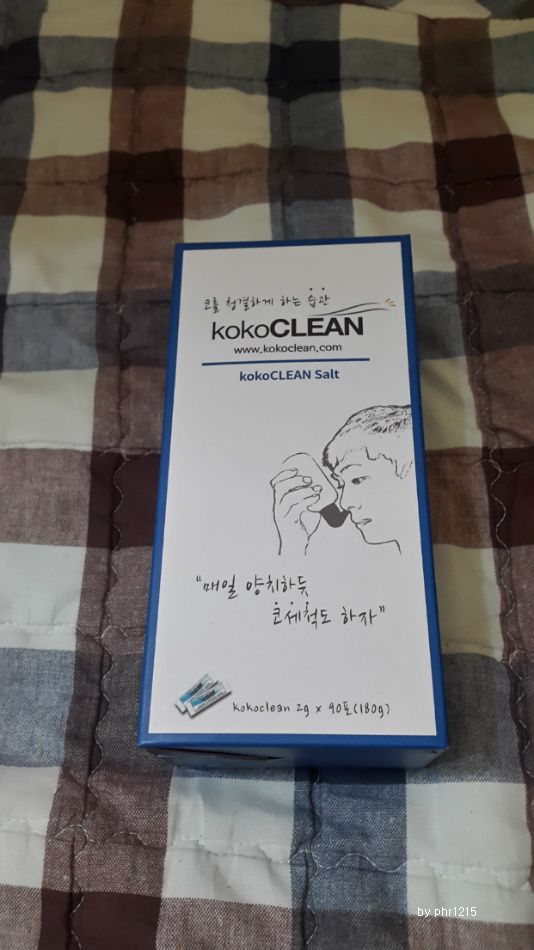 코를 청결하게 하는 습관
kokoCLEAN
www.kokoclean.com
kokoCLEAN Salt
"매일 양치하듯
코세척도 하자"
kokoclean 2g x 90포(180g)
by phr1215